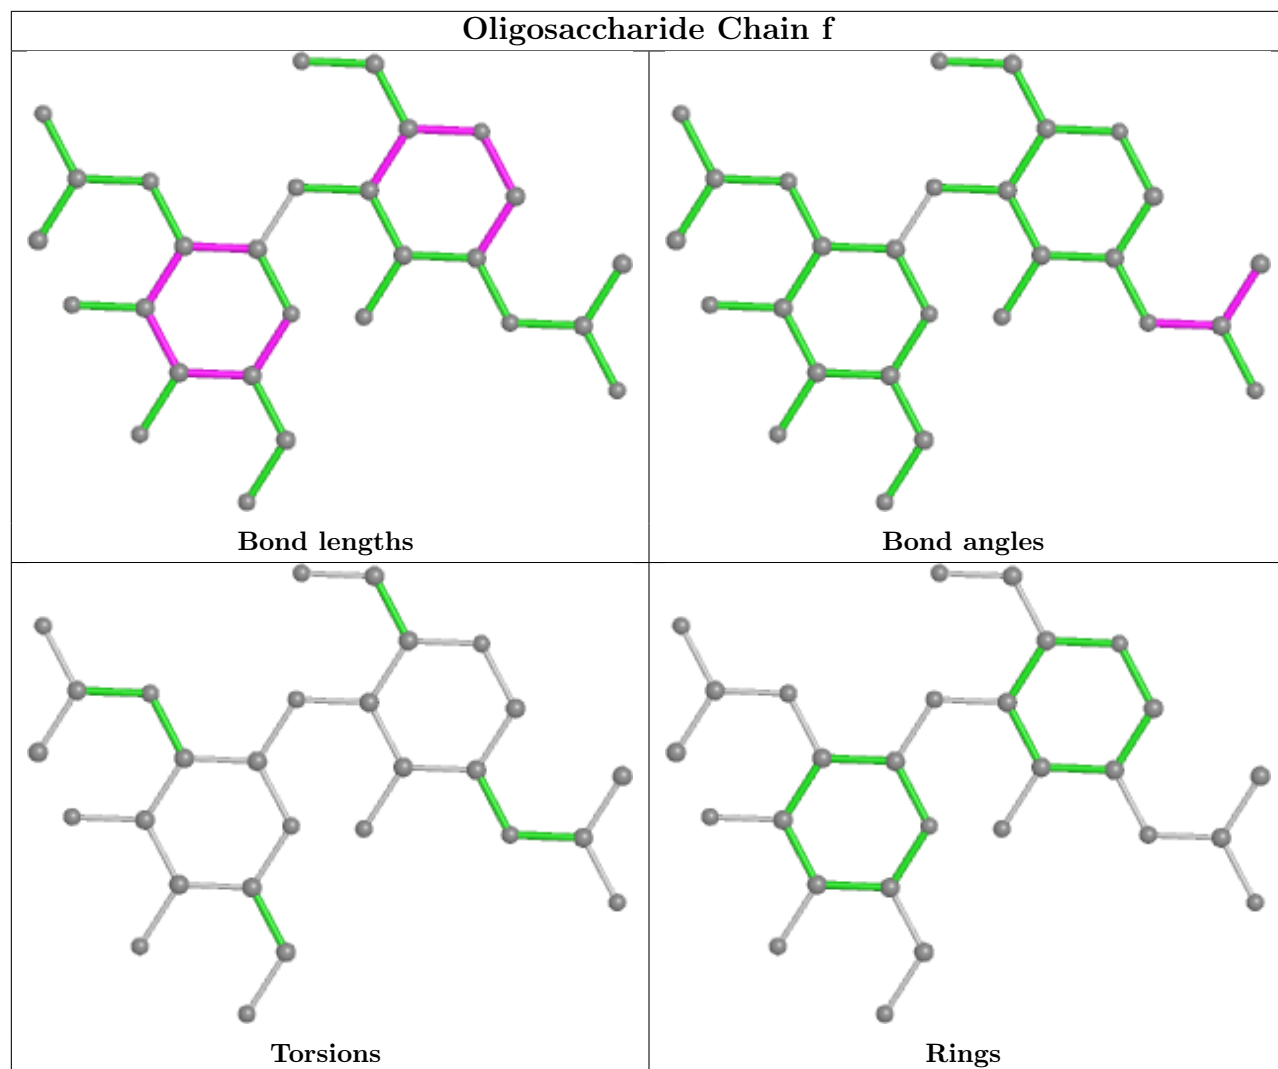 Oligosaccharide Chain f
Bond lengths
Bond angles
Torsions
Rings